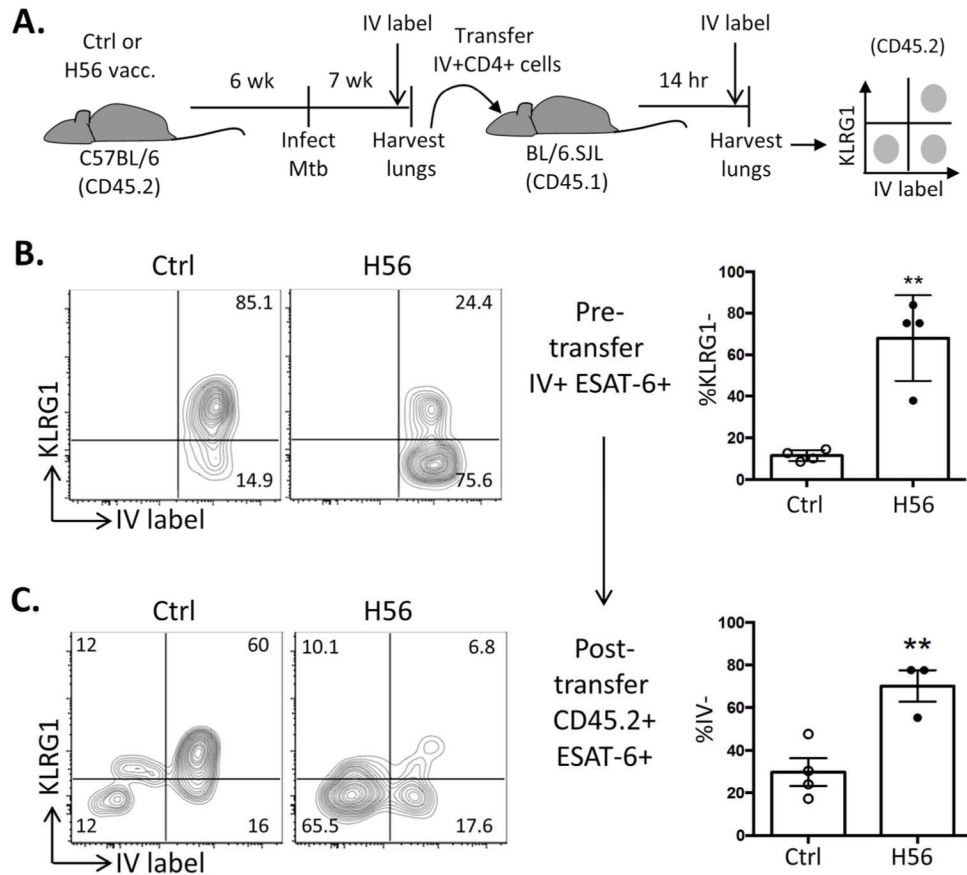 A.
Ctrl or
H56 vacc.
C57BL/6
(CD45.2)
6 wk
7 wk
Infect
Mtb
IV label
Harvest
lungs
Transfer
IV+CD4+ cells
BL/6.SJL
(CD45.1)
14 hr
IV label
Harvest
lungs
(CD45.2)
KLRG1
IV label
B.
Ctrl
H56
85.1
14.9
24.4
75.6
KLRG1
IV label
Pre-
transfer
IV+ ESAT-6+
%KLRG1-
100
80
60
40
20
0
**
Ctrl
H56
C.
Ctrl
H56
12
60
12
16
10.1
6.8
65.5
17.6
KLRG1
IV label
Post-
transfer
CD45.2+
ESAT-6+
%IV-
100
80
60
40
20
0
**
Ctrl
H56